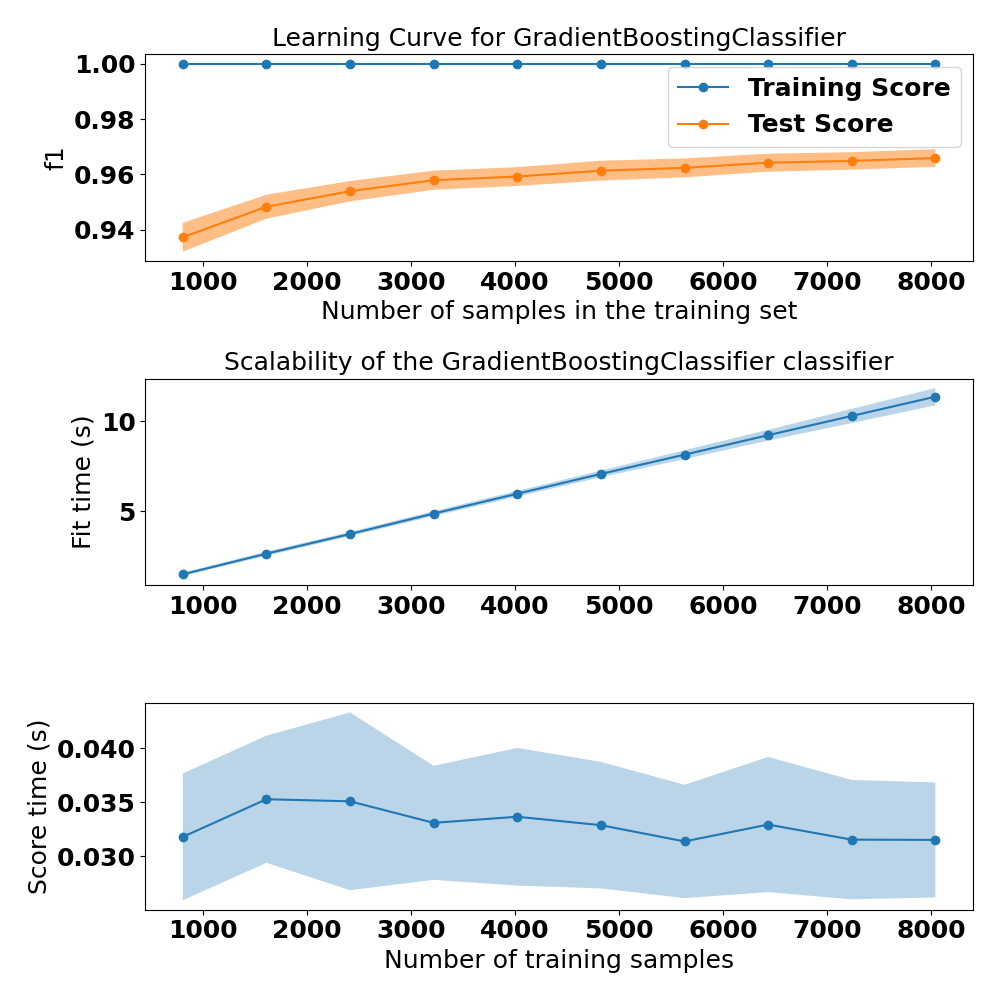 Learning Curve for GradientBoostingClassifier
1.00
0.98
0.96
0.94
f1
Training Score
Test Score
1000 2000 3000 4000 5000 6000 7000 8000
Number of samples in the training set
Scalability of the GradientBoostingClassifier classifier
10
5
Fit time (s)
1000 2000 3000 4000 5000 6000 7000 8000
0.040
0.035
0.030
Score time (s)
1000 2000 3000 4000 5000 6000 7000 8000
Number of training samples